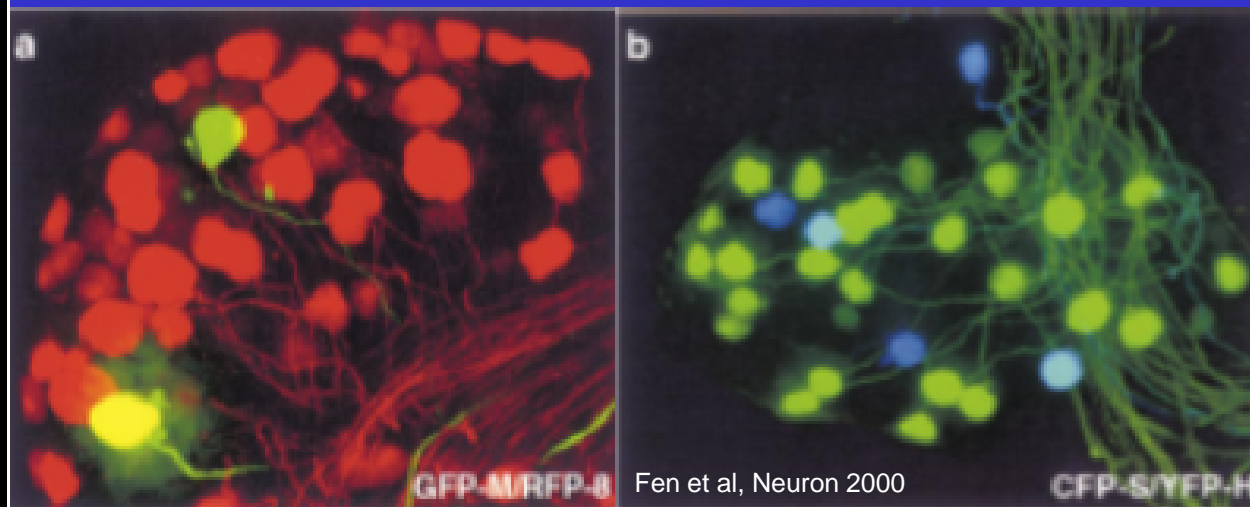 a
b
GFP-M/RFP-8
Fen et al, Neuron 2000
CFP-S/YFP-H